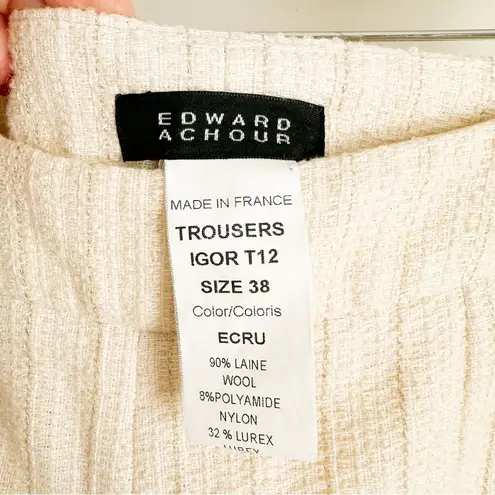 EDWARD
ACHOUR
MADE IN FRANCE
TROUSERS
IGOR T12
SIZE 38
Color/Coloris
ECRU
90% LAINE
WOOL
8%POLYAMIDE
NYLON
32 % LUREX
LUREX